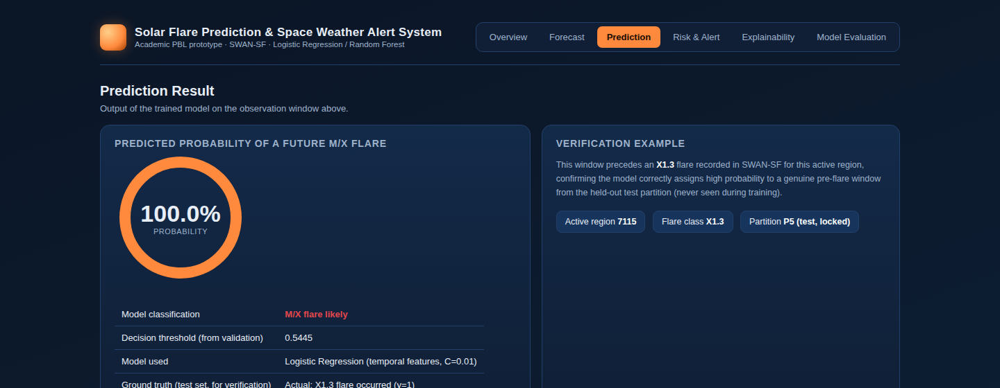 Solar Flare Prediction & Space Weather Alert System
Academic PBL prototype · SWAN-SF · Logistic Regression / Random Forest
Overview
Forecast
Prediction
Risk & Alert
Explainability
Model Evaluation
Prediction Result
Output of the trained model on the observation window above.
PREDICTED PROBABILITY OF A FUTURE M/X FLARE
100.0%
PROBABILITY
Model classification M/X flare likely
Decision threshold (from validation) 0.5445
Model used Logistic Regression (temporal features, C=0.01)
Ground truth (test set, for verification) Actual: X1.3 flare occurred (y=1)
VERIFICATION EXAMPLE
This window precedes an X1.3 flare recorded in SWAN-SF for this active region,
confirming the model correctly assigns high probability to a genuine pre-flare window
from the held-out test partition (never seen during training).
Active region 7115
Flare class X1.3
Partition P5 (test, locked)